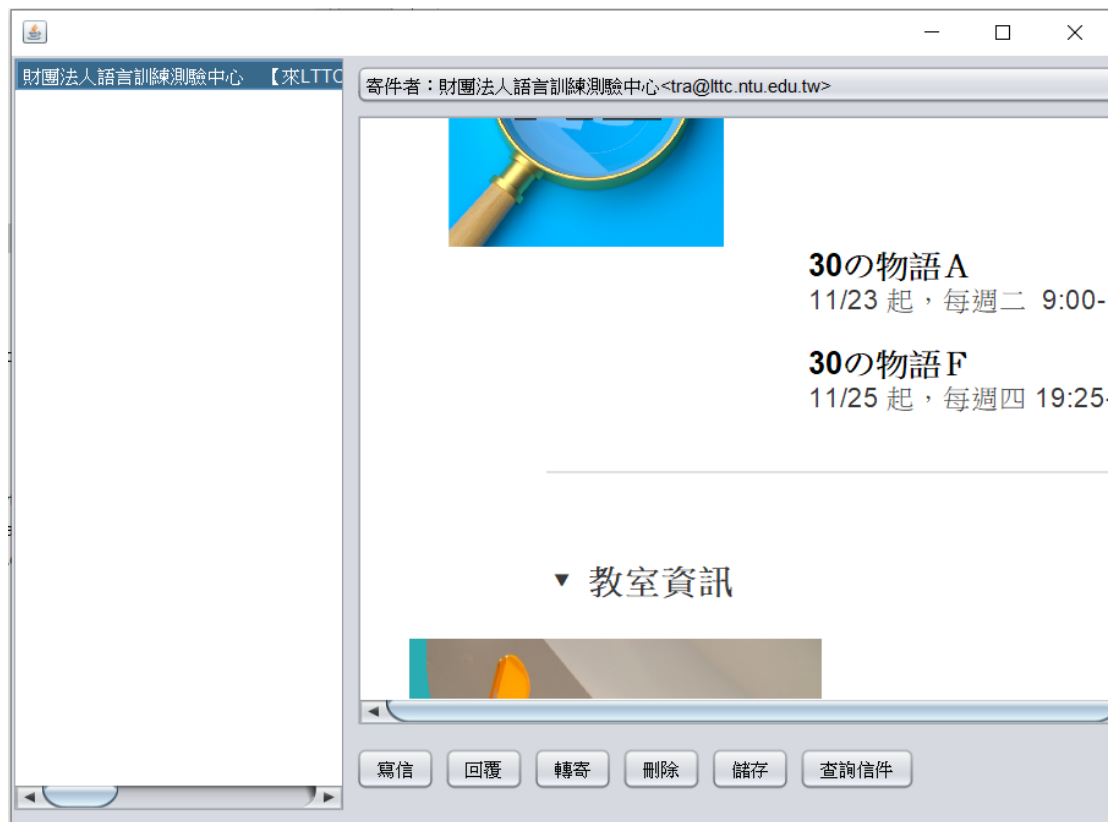 財團法人語言訓練測驗中心 【來LTTC
寄件者：財團法人語言訓練測驗中心<tra@lttc.ntu.edu.tw>
30の物語A
11/23 起，每週二 9:00-
30の物語F
11/25 起，每週四 19:25-
▼ 教室資訊
寫信 回覆 轉寄 刪除 儲存 查詢信件